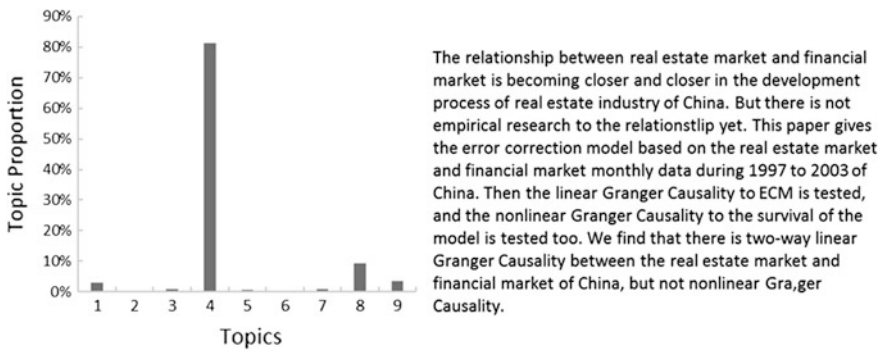 90%
80%
70%
60%
50%
40%
30%
20%
10%
0%
Topic Proportion
1 2 3 4 5 6 7 8 9
Topics
The relationship between real estate market and financial
market is becoming closer and closer in the development
process of real estate industry of China. But there is not
empirical research to the relationstlip yet. This paper gives
the error correction model based on the real estate market
and financial market monthly data during 1997 to 2003 of
China. Then the linear Granger Causality to ECM is tested,
and the nonlinear Granger Causality to the survival of the
model is tested too. We find that there is two-way linear
Granger Causality between the real estate market and
financial market of China, but not nonlinear Gra,ger
Causality.